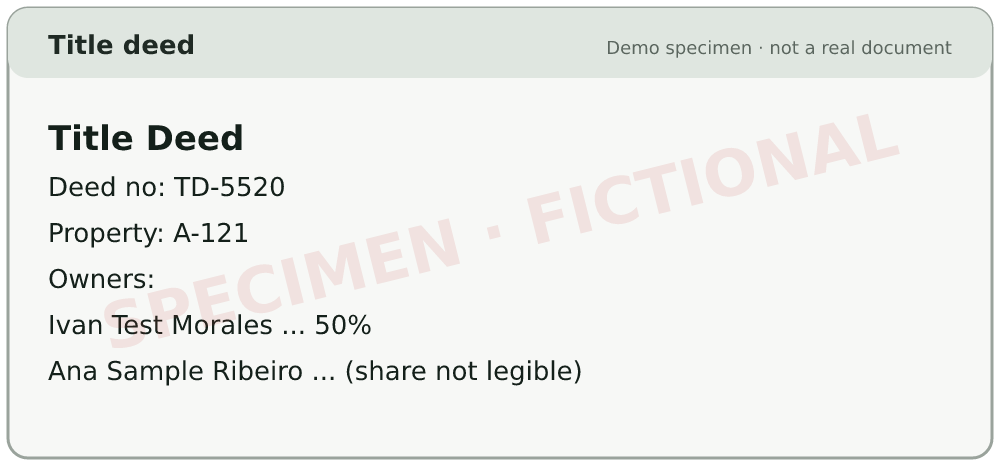 Title deed
Demo specimen · not a real document
Title Deed
Deed no: TD-5520
Property: A-121
Owners:
Ivan Test Morales ... 50%
Ana Sample Ribeiro ... (share not legible)
SPECIMEN · FICTIONAL